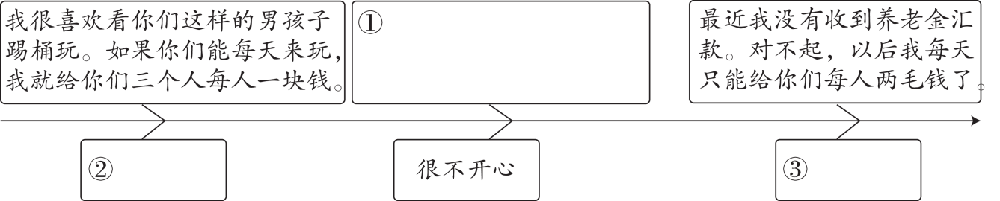 我很喜欢看你们这样的男孩子
踢桶玩。如果你们能每天来玩，
我就给你们三个人每人一块钱。
①
最近我没有收到养老金汇
款。对不起，以后我每天
只能给你们每人两毛钱了。
②
很不开心
③